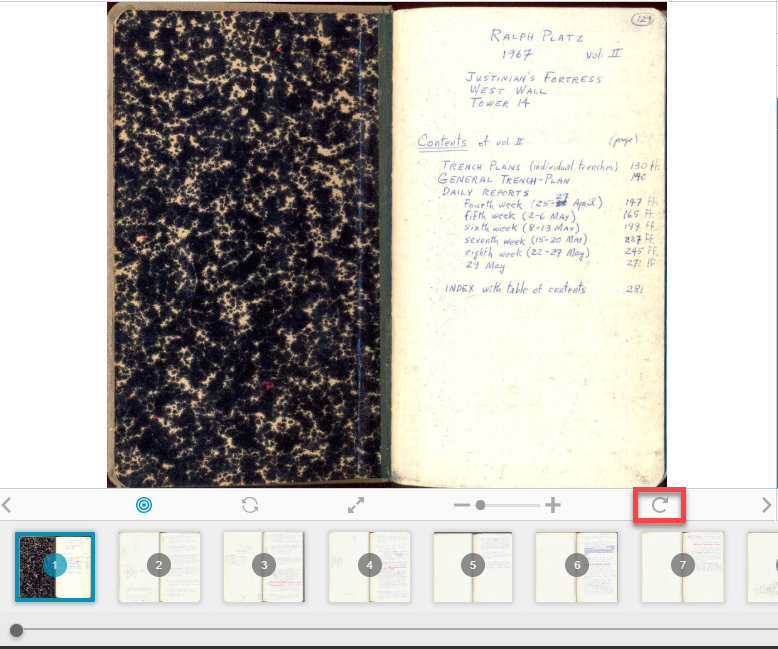 129
RALPH PLATZ
1967 Vol. II
JUSTINIAN'S FORTRESS
WEST WALL
TOWER 14
Contents of vol. II (page)
TRENCH PLANS (individual trenches) 130 ff.
GENERAL TRENCH-PLAN 140
DAILY REPORTS
Fourth week (25-27 April) 147 ff.
fifth week (2-6 MAY) 165 ff.
sixth week (8-13 MAY) 199 ff.
seventh week (15-20 MAY) 227 ff.
eighth week (22-27 MAY) 245 ff.
29 May ff
INDEX with table of contents 281
1
2
3
4
5
6
7